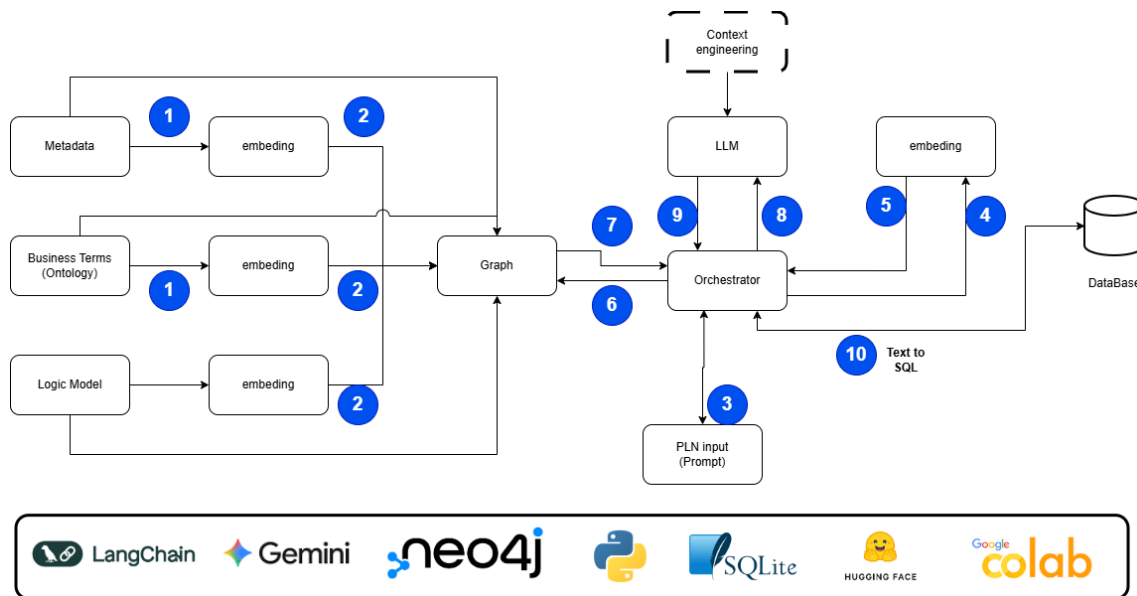 Context
engineering
1
2
Metadata
embeding
LLM
embeding
9
8
5
4
7
Business Terms
(Ontology)
embeding
Graph
Orchestrator
1
2
6
DataBase
10
Text to
SQL
Logic Model
embeding
2
3
PLN input
(Prompt)
LangChain
Gemini
neo4j
SQLite
HUGGING FACE
Google
colab